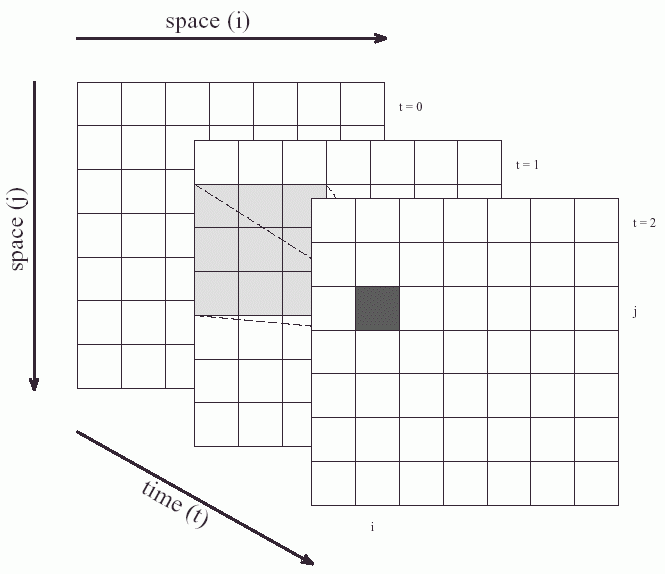 space (i)
t = 0
t = 1
t = 2
space (j)
j
time (t)
i